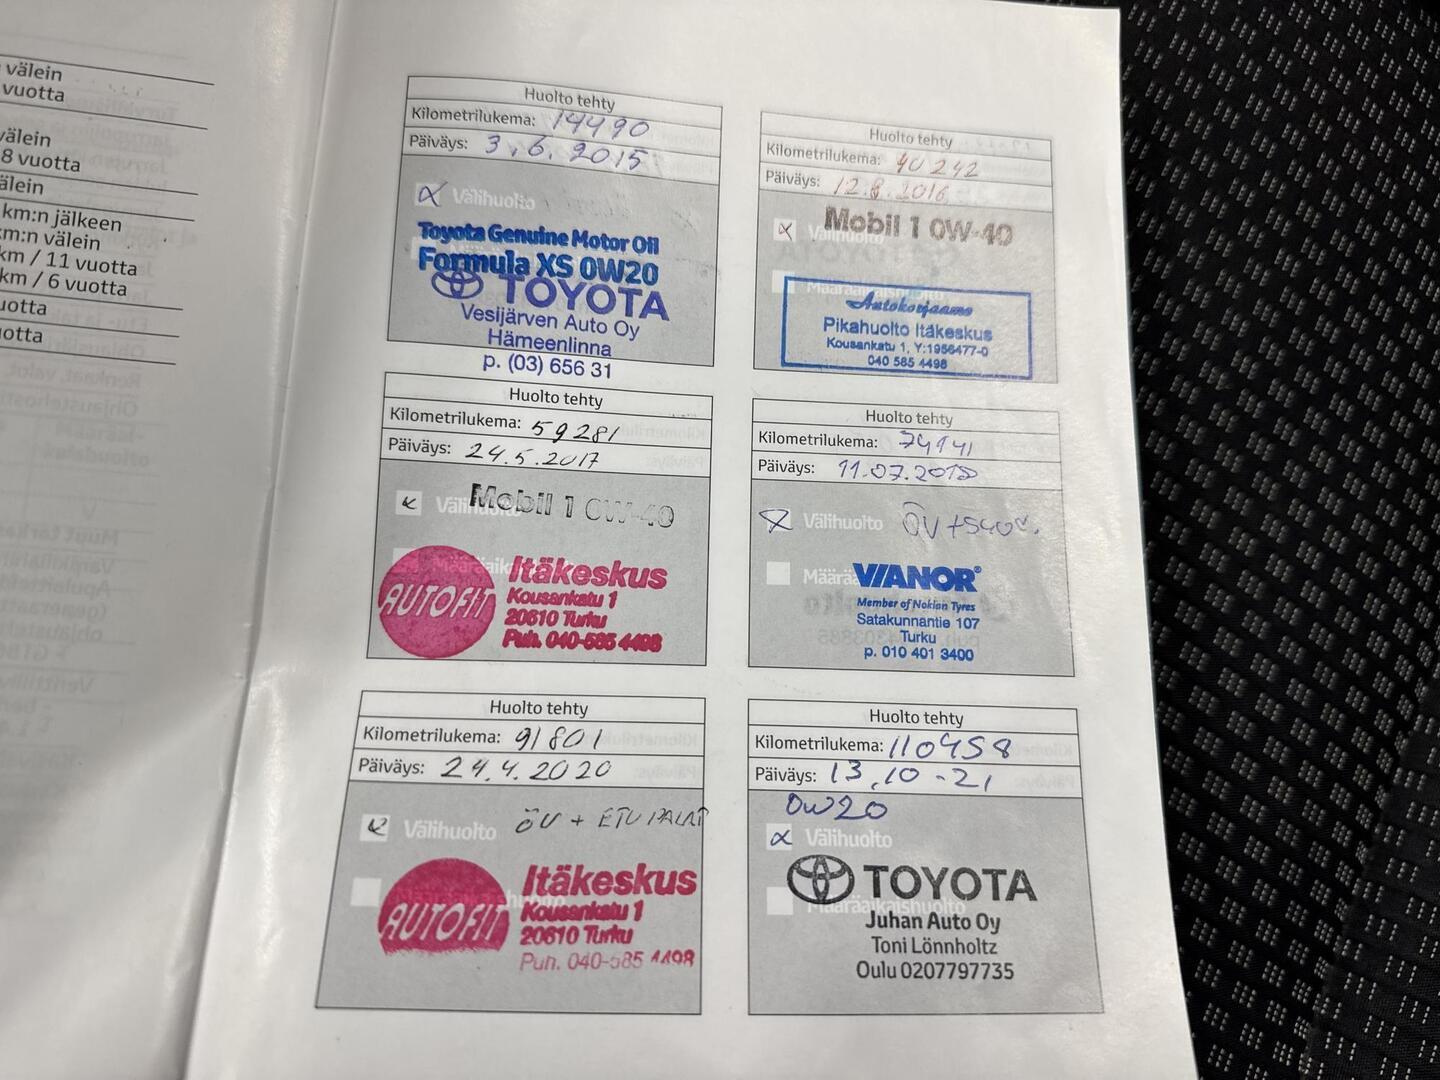 välein
vuotta
välein
8 vuotta
älein
km:n jälkeen
km:n välein
km / 11 vuotta
km / 6 vuotta
uotta
uotta
Huolto tehty
Kilometrilukema: 14490
Päiväys: 3.6.2015
Välihuolto
Toyota Genuine Motor Oil
Formula XS 0W20
TOYOTA
Vesijärven Auto Oy
Hämeenlinna
p. (03) 656 31
Huolto tehty
Kilometrilukema: 40242
Päiväys: 12.8.2016
Mobil 1 0W-40
Välihuolto
Määräaikaishuolto
Autokorjaamo
Pikahuolto Itäkeskus
Kousankatu 1, Y:1956477-0
040 585 4498
Huolto tehty
Kilometrilukema: 59281
Päiväys: 24.5.2017
Mobil 1 0W-40
Välihuolto
AUTOFIT
Itäkeskus
Kousankatu 1
20610 Turku
Puh. 040-585 4498
Huolto tehty
Kilometrilukema: 74141
Päiväys: 11.07.2018
Välihuolto ÖV +
VIANOR
Member of Nokian Tyres
Satakunnantie 107
Turku
p. 010 401 3400
Huolto tehty
Kilometrilukema: 91801
Päiväys: 24.4.2020
Välihuolto ÖV + ETUPALAT
AUTOFIT
Itäkeskus
Kousankatu 1
20610 Turku
Puh. 040-585 4498
Huolto tehty
Kilometrilukema: 110458
Päiväys: 13.10-21
0W20
Välihuolto
Määräaikaishuolto
TOYOTA
Juhan Auto Oy
Toni Lönnholtz
Oulu 0207797735